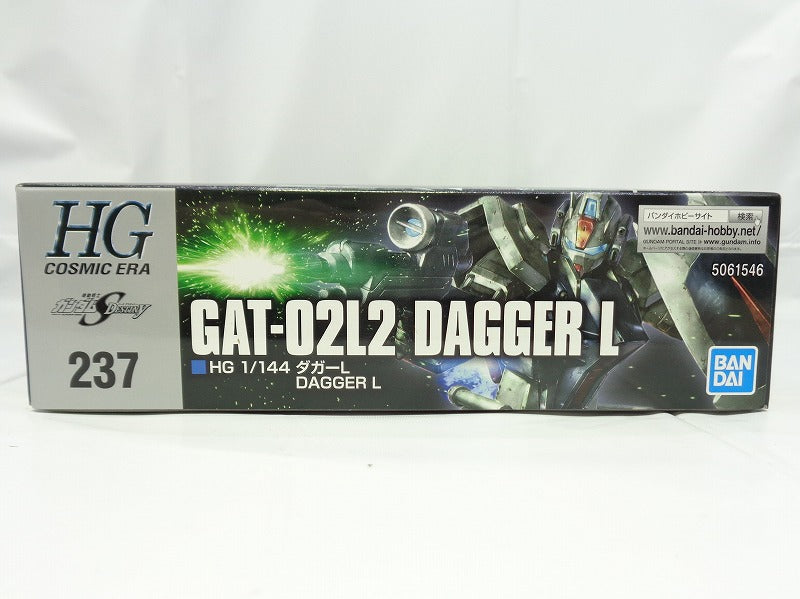 HG
COSMIC ERA
機動戦士
ガンダムSEED DESTINY
237
GAT-02L2 DAGGER L
HG 1/144 ダガーL
DAGGER L
バンダイホビーサイト 検索
www.bandai-hobby.net/
GUNDAM PORTAL SITE www.gundam.info
5061546
BAN
DAI